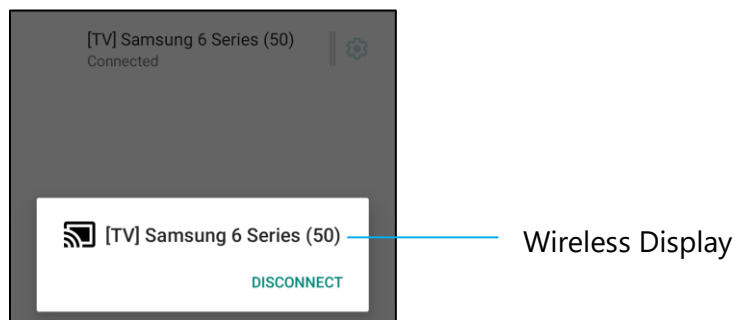 [TV] Samsung 6 Series (50)
Connected
[TV] Samsung 6 Series (50)
DISCONNECT
Wireless Display